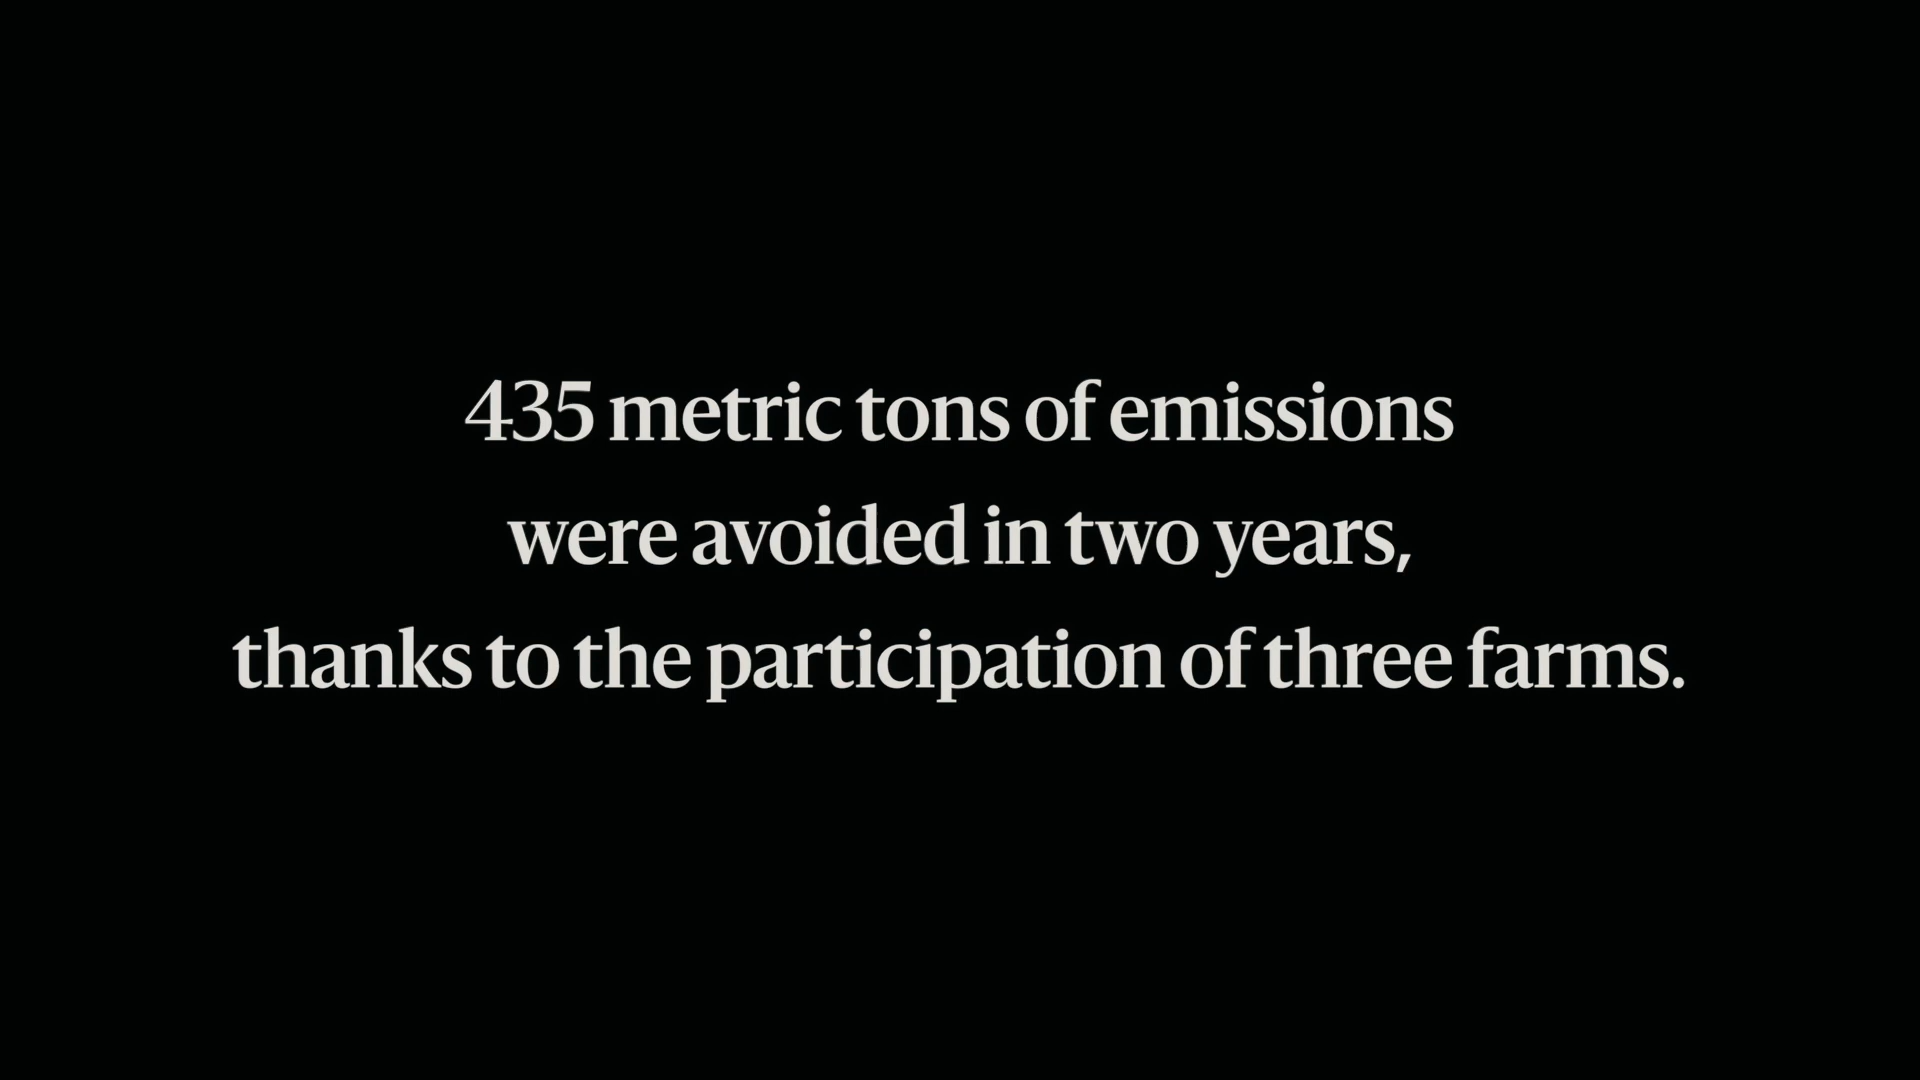 435 metric tons of emissions
were avoided in two years,
thanks to the participation of three farms.